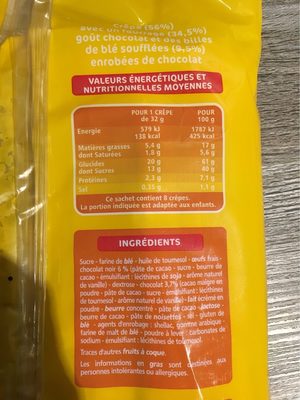 Crêpe (56%)
avec un fourrage (34,5%)
goût chocolat et des billes
de blé soufflées (9,5%)
enrobées de chocolat
VALEURS ÉNERGÉTIQUES ET
NUTRITIONNELLES MOYENNES
POUR 1 CRÊPE POUR
de 32 g 100 g
Energie 579 kJ 1787 kJ
138 kcal 425 kcal
Matières grasses 5,4 g 17 g
dont Saturées 1,8 g 5,6 g
Glucides 20 g 61 g
dont Sucres 13 g 40 g
Protéines 2,3 g 7,1 g
Sel 0,35 g 1,1 g
Ce sachet contient 8 crêpes.
La portion indiquée est adaptée aux enfants.
INGRÉDIENTS
Sucre - farine de blé - huile de tournesol - œufs frais -
chocolat noir 6 % (pâte de cacao - sucre - beurre de
cacao - émulsifiant : lécithines de soja - arôme naturel
de vanille) - dextrose - chocolat 3,7% (cacao maigre en
poudre - pâte de cacao - sucre - émulsifiant : lécithines
de tournesol - arôme naturel de vanille) - lait écrémé en
poudre - beurre concentré - pâte de cacao - lactose -
beurre de cacao - pâte de noisettes - sel - gluten de
blé - agents d'enrobage : shellac, gomme arabique -
farine de malt de blé - poudre à lever : carbonates de
sodium - émulsifiant : lécithines de tournesol.
Traces d'autres fruits à coque.
Les informations en gras sont destinées aux
personnes intolérantes ou allergiques.